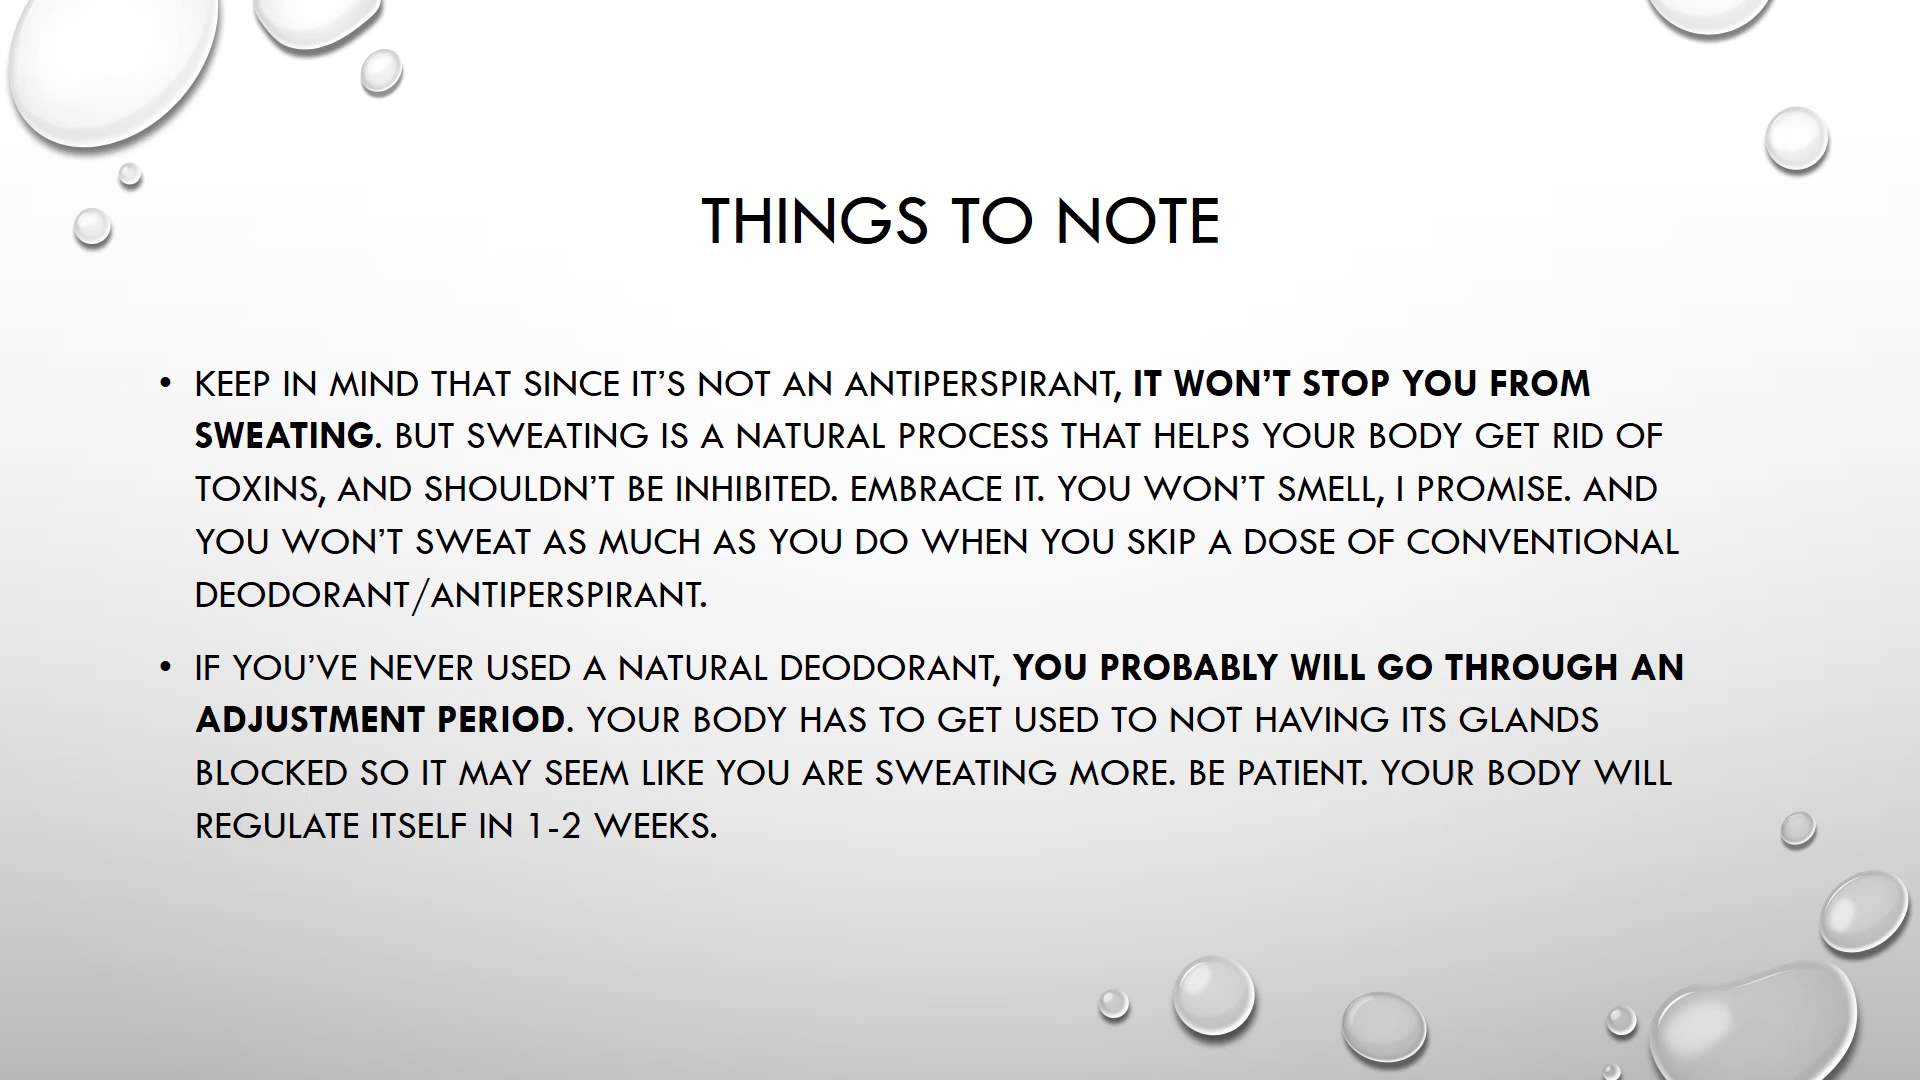 THINGS TO NOTE
• KEEP IN MIND THAT SINCE IT’S NOT AN ANTIPERSPIRANT, IT WON’T STOP YOU FROM
SWEATING. BUT SWEATING IS A NATURAL PROCESS THAT HELPS YOUR BODY GET RID OF
TOXINS, AND SHOULDN’T BE INHIBITED. EMBRACE IT. YOU WON’T SMELL, I PROMISE. AND
YOU WON’T SWEAT AS MUCH AS YOU DO WHEN YOU SKIP A DOSE OF CONVENTIONAL
DEODORANT/ANTIPERSPIRANT.
• IF YOU’VE NEVER USED A NATURAL DEODORANT, YOU PROBABLY WILL GO THROUGH AN
ADJUSTMENT PERIOD. YOUR BODY HAS TO GET USED TO NOT HAVING ITS GLANDS
BLOCKED SO IT MAY SEEM LIKE YOU ARE SWEATING MORE. BE PATIENT. YOUR BODY WILL
REGULATE ITSELF IN 1-2 WEEKS.